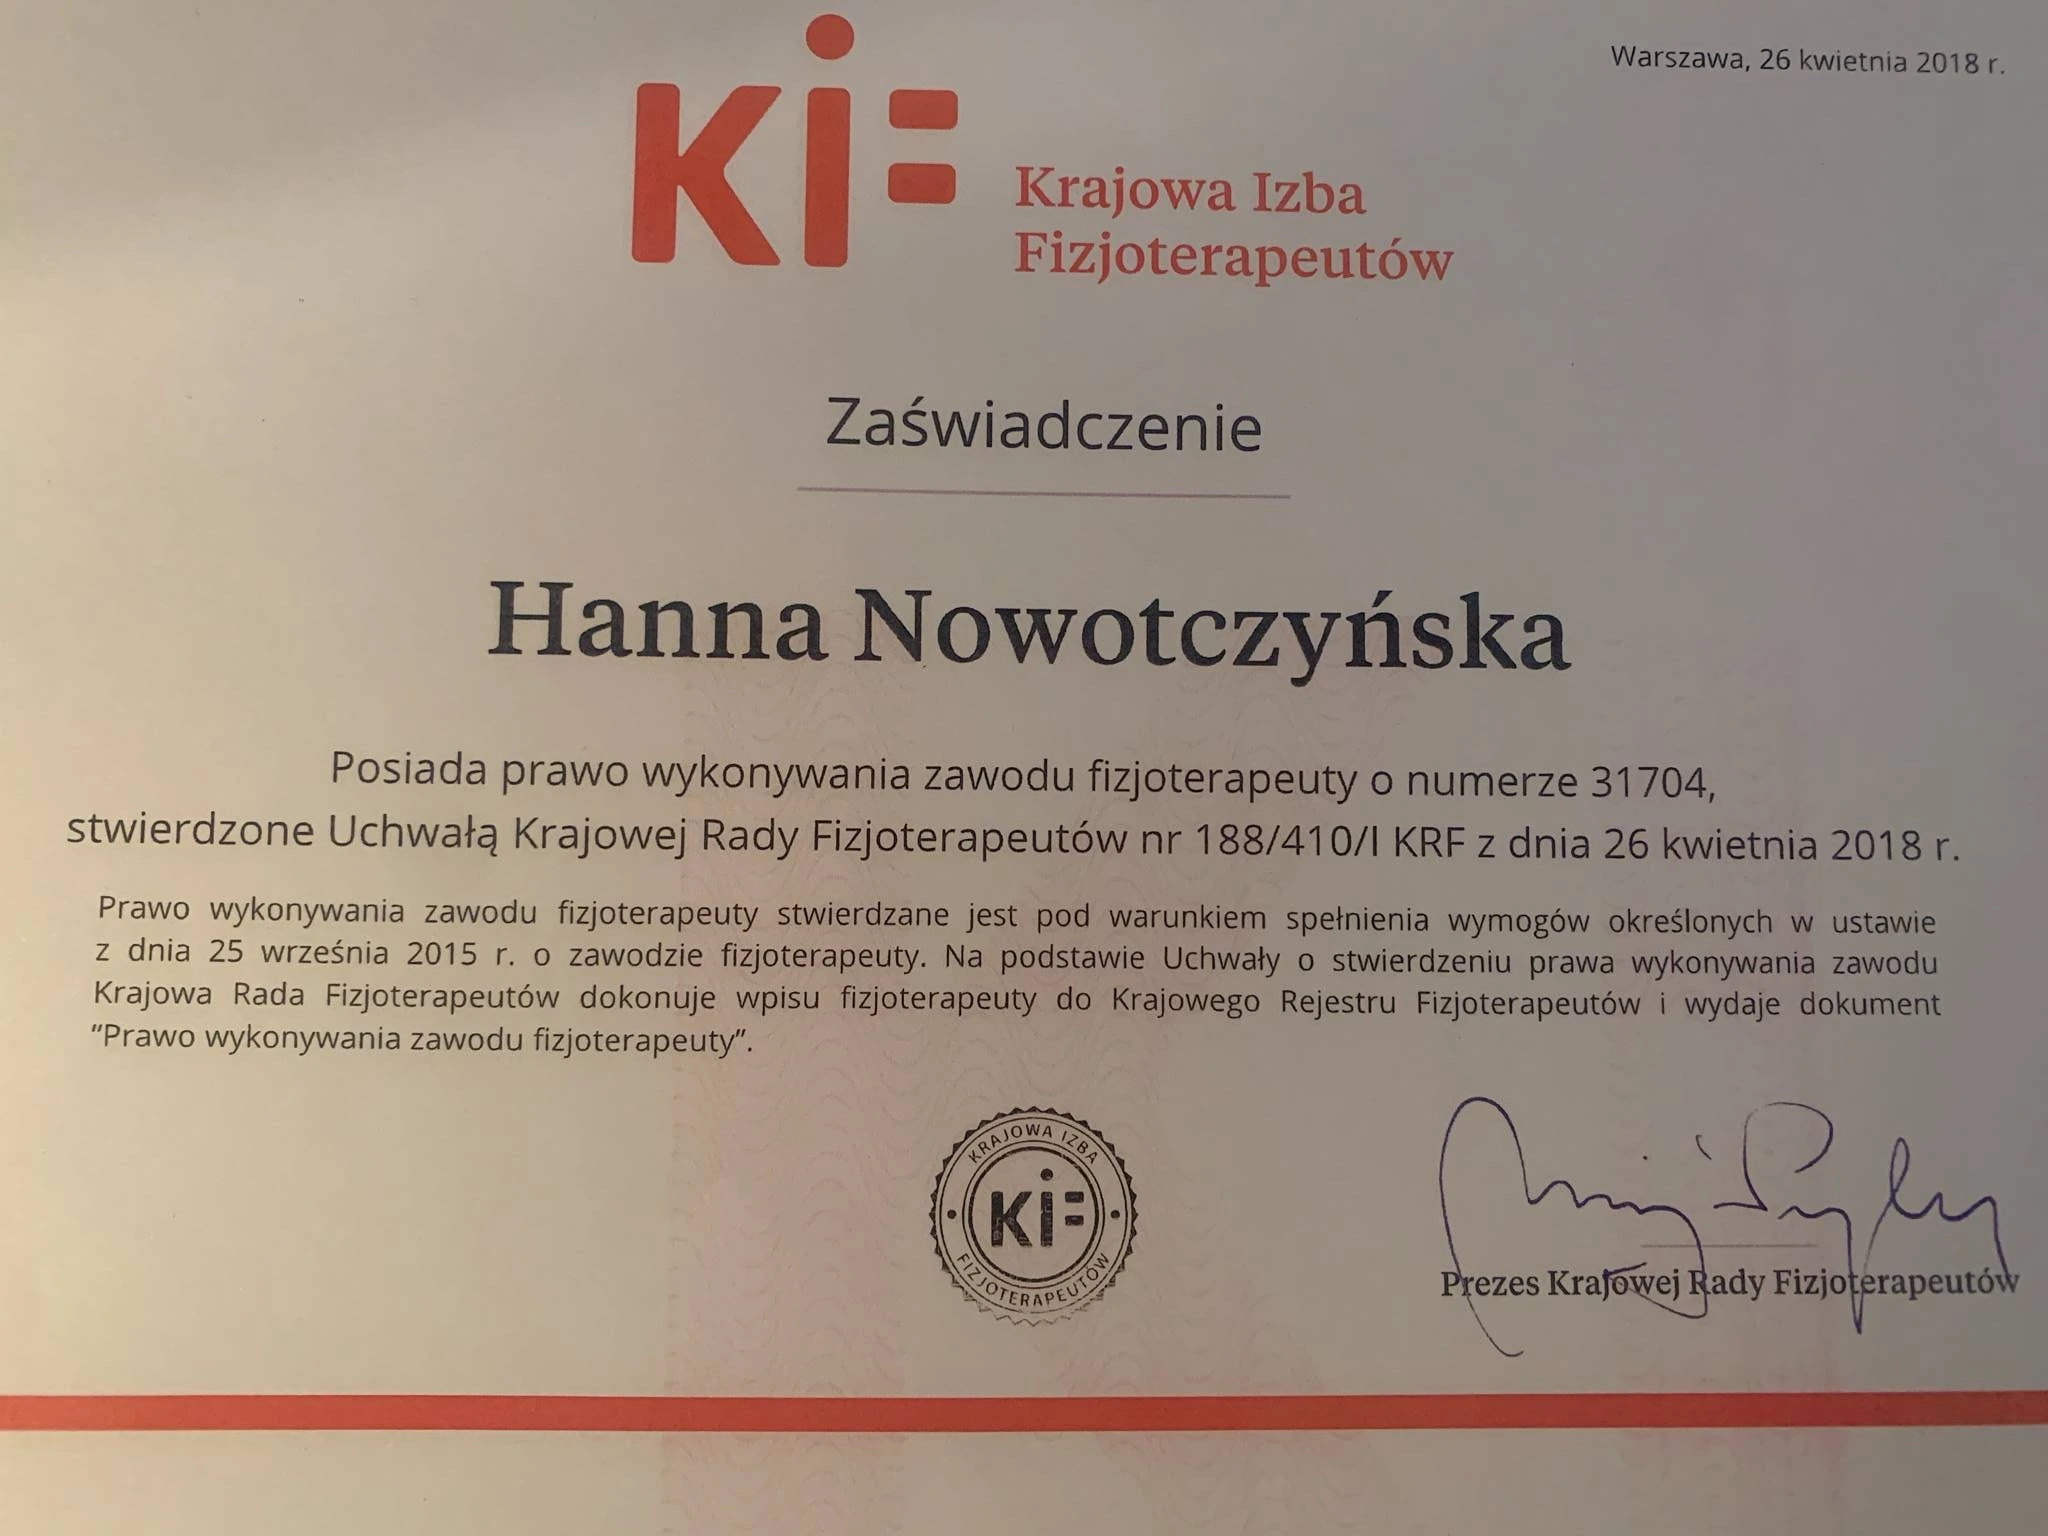 Warszawa, 26 kwietnia 2018 r.
KiF
Krajowa Izba
Fizjoterapeutów
Zaświadczenie
Hanna Nowotczyńska
Posiada prawo wykonywania zawodu fizjoterapeuty o numerze 31704,
stwierdzone Uchwałą Krajowej Rady Fizjoterapeutów nr 188/410/I KRF z dnia 26 kwietnia 2018 r.
Prawo wykonywania zawodu fizjoterapeuty stwierdzane jest pod warunkiem spełnienia wymogów określonych w ustawie
z dnia 25 września 2015 r. o zawodzie fizjoterapeuty. Na podstawie Uchwały o stwierdzeniu prawa wykonywania zawodu
Krajowa Rada Fizjoterapeutów dokonuje wpisu fizjoterapeuty do Krajowego Rejestru Fizjoterapeutów i wydaje dokument
“Prawo wykonywania zawodu fizjoterapeuty”.
KRAJOWA IZBA
KiF
FIZJOTERAPEUTÓW
Prezes Krajowej Rady Fizjoterapeutów